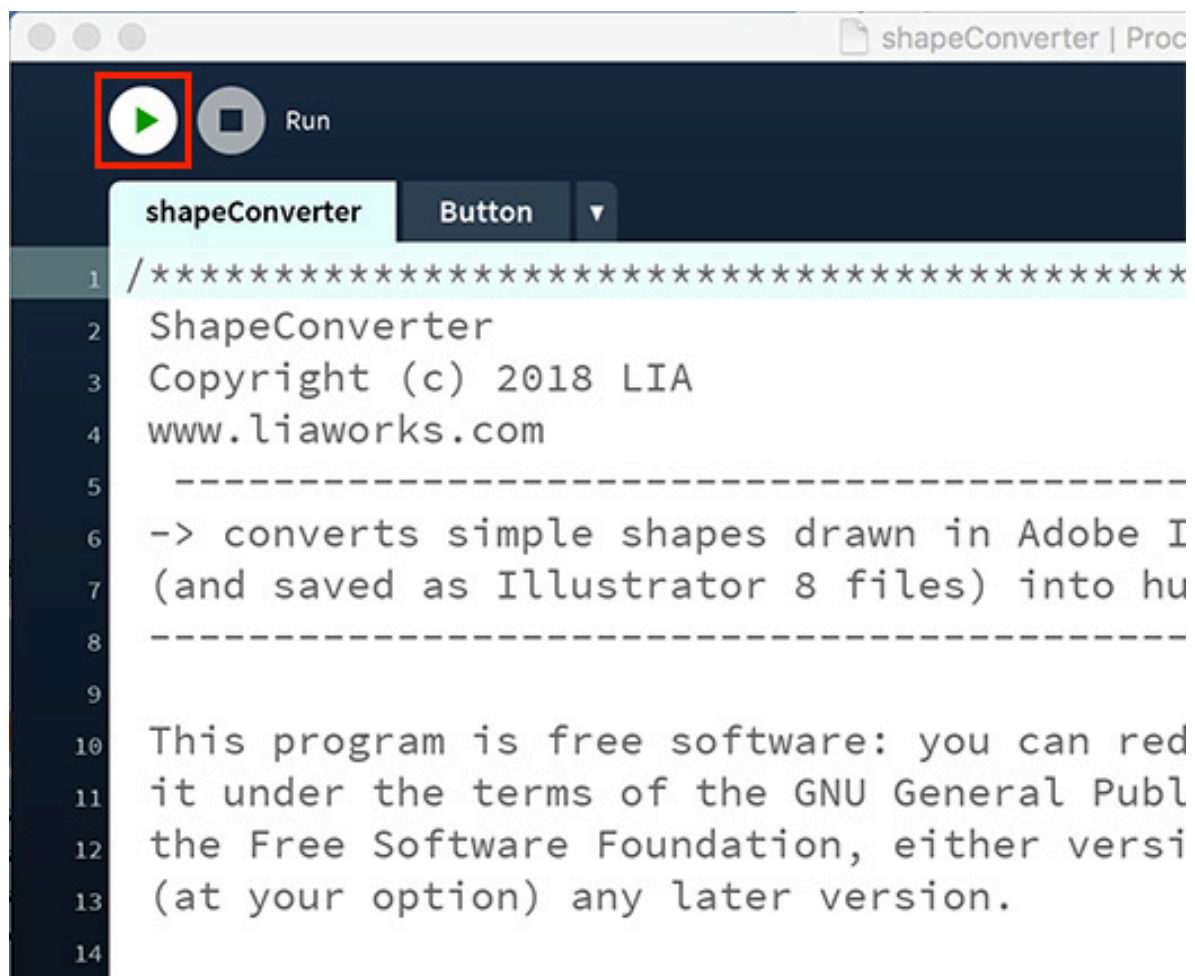 shapeConverter | Proc
Run
shapeConverter Button ▼
1 /******************************************
2 ShapeConverter
3 Copyright (c) 2018 LIA
4 www.liaworks.com
5 -----------------------------------------
6 -> converts simple shapes drawn in Adobe I
7 (and saved as Illustrator 8 files) into hu
8 ------------------------------------------
9
10 This program is free software: you can red
11 it under the terms of the GNU General Publ
12 the Free Software Foundation, either versi
13 (at your option) any later version.
14